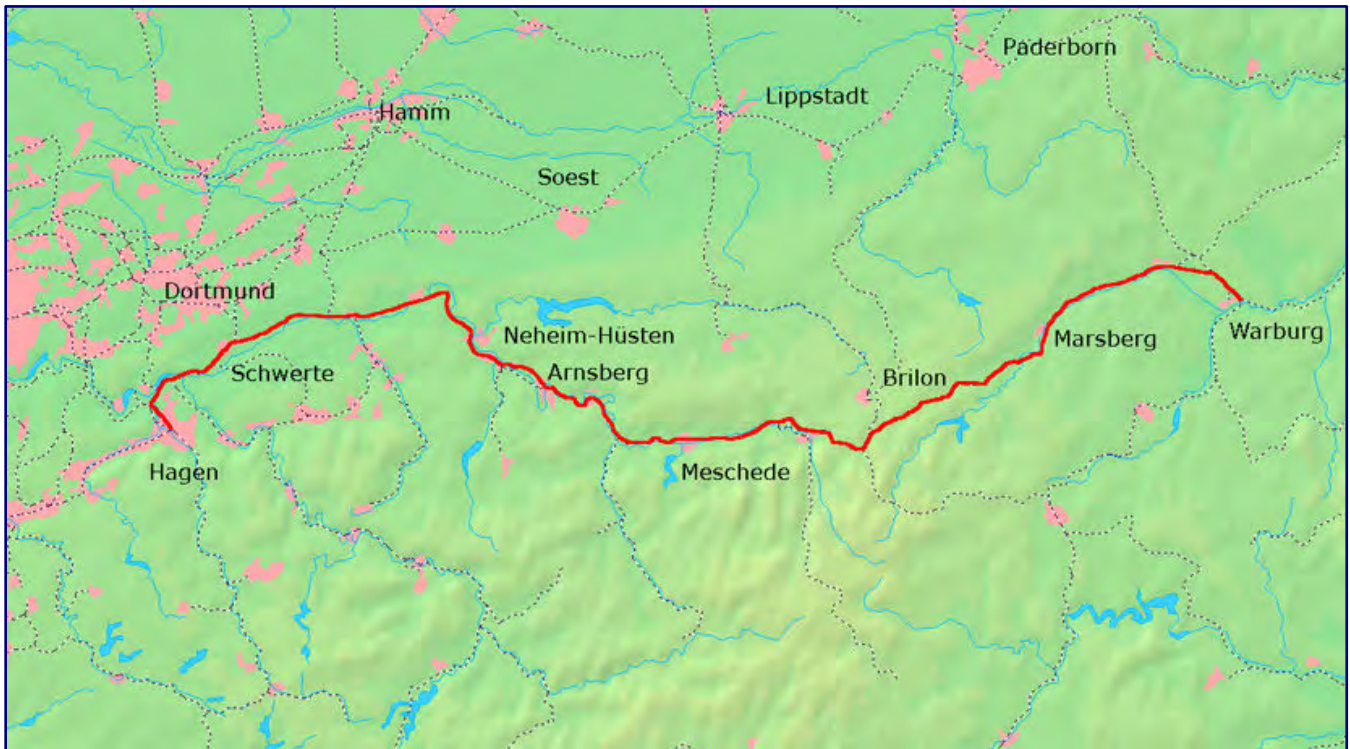 Paderborn
Lippstadt
Hamm
Soest
Dortmund
Neheim-Hüsten
Marsberg
Warburg
Schwerte
Arnsberg
Brilon
Hagen
Meschede